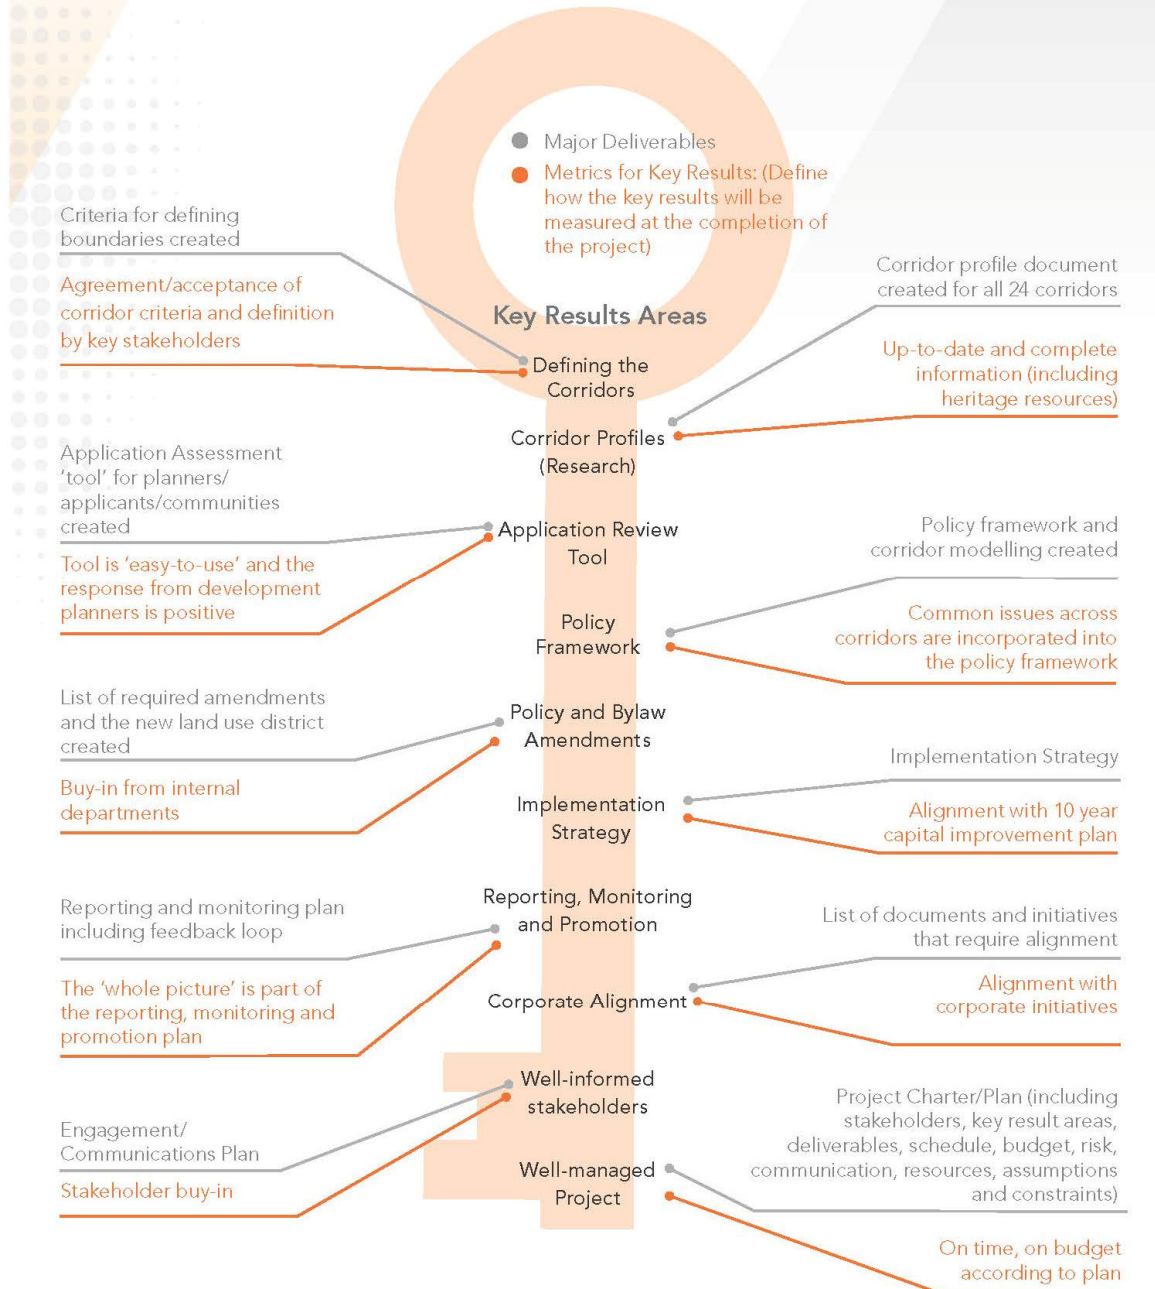 Major Deliverables
Metrics for Key Results: (Define
how the key results will be
measured at the completion of
the project)
Key Results Areas
Criteria for defining
boundaries created
Agreement/acceptance of
corridor criteria and definition
by key stakeholders
Defining the
Corridors
Corridor profile document
created for all 24 corridors
Up-to-date and complete
information (including
heritage resources)
Corridor Profiles
(Research)
Application Assessment
‘tool’ for planners/
applicants/communities
created
Tool is ‘easy-to-use’ and the
response from development
planners is positive
Application Review
Tool
Policy framework and
corridor modelling created
Common issues across
corridors are incorporated into
the policy framework
Policy
Framework
List of required amendments
and the new land use district
created
Buy-in from internal
departments
Policy and Bylaw
Amendments
Implementation Strategy
Alignment with 10 year
capital improvement plan
Implementation
Strategy
Reporting and monitoring plan
including feedback loop
The ‘whole picture’ is part of
the reporting, monitoring and
promotion plan
Reporting, Monitoring
and Promotion
List of documents and initiatives
that require alignment
Alignment with
corporate initiatives
Corporate Alignment
Engagement/
Communications Plan
Stakeholder buy-in
Well-informed
stakeholders
Project Charter/Plan (including
stakeholders, key result areas,
deliverables, schedule, budget, risk,
communication, resources, assumptions
and constraints)
On time, on budget
according to plan
Well-managed
Project